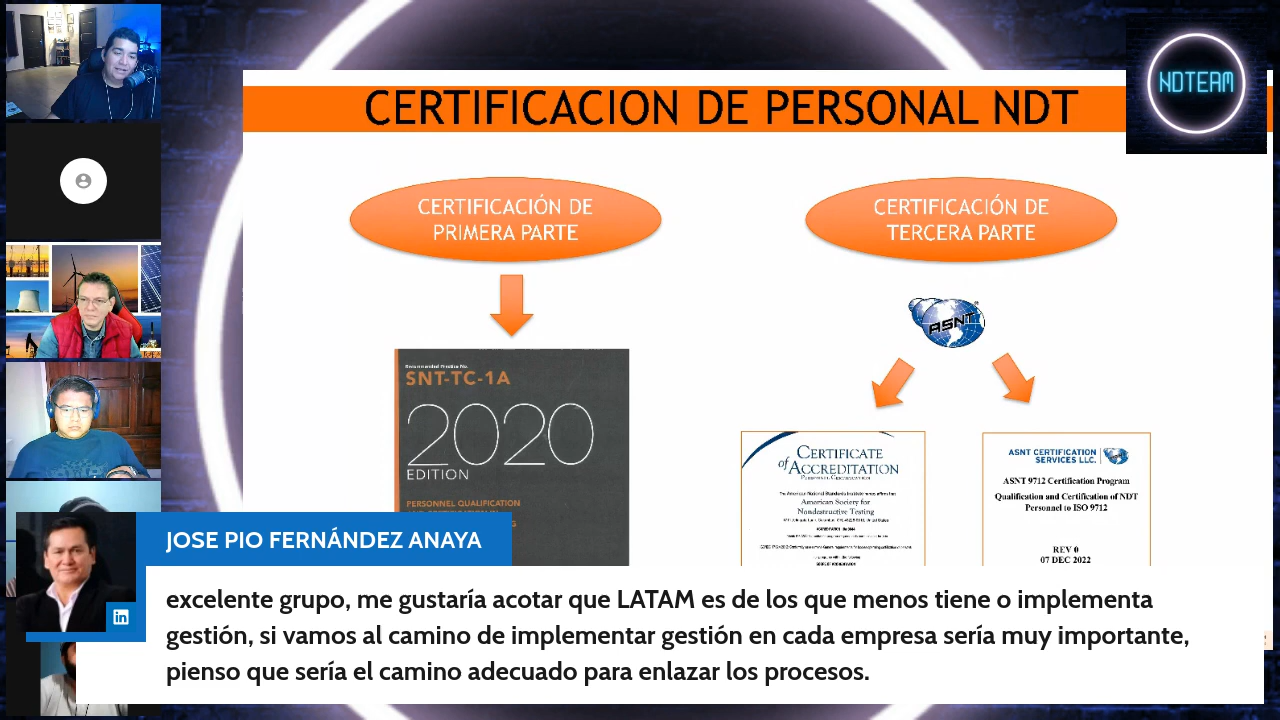 NDTEAM
CERTIFICACION DE PERSONAL NDT
CERTIFICACIÓN DE
PRIMERA PARTE
CERTIFICACIÓN DE
TERCERA PARTE
ASNT
Recommended Practice No.
SNT-TC-1A
2020
EDITION
PERSONNEL QUALIFICATION
CERTIFICATE
of ACCREDITATION
American Society for
Nondestructive Testing
ASNT CERTIFICATION
SERVICES LLC.
ASNT 9712 Certification Program
Qualification and Certification of NDT
Personnel to ISO 9712
REV 0
07 DEC 2022
JOSE PIO FERNÁNDEZ ANAYA
in
excelente grupo, me gustaría acotar que LATAM es de los que menos tiene o implementa
gestión, si vamos al camino de implementar gestión en cada empresa sería muy importante,
pienso que sería el camino adecuado para enlazar los procesos.